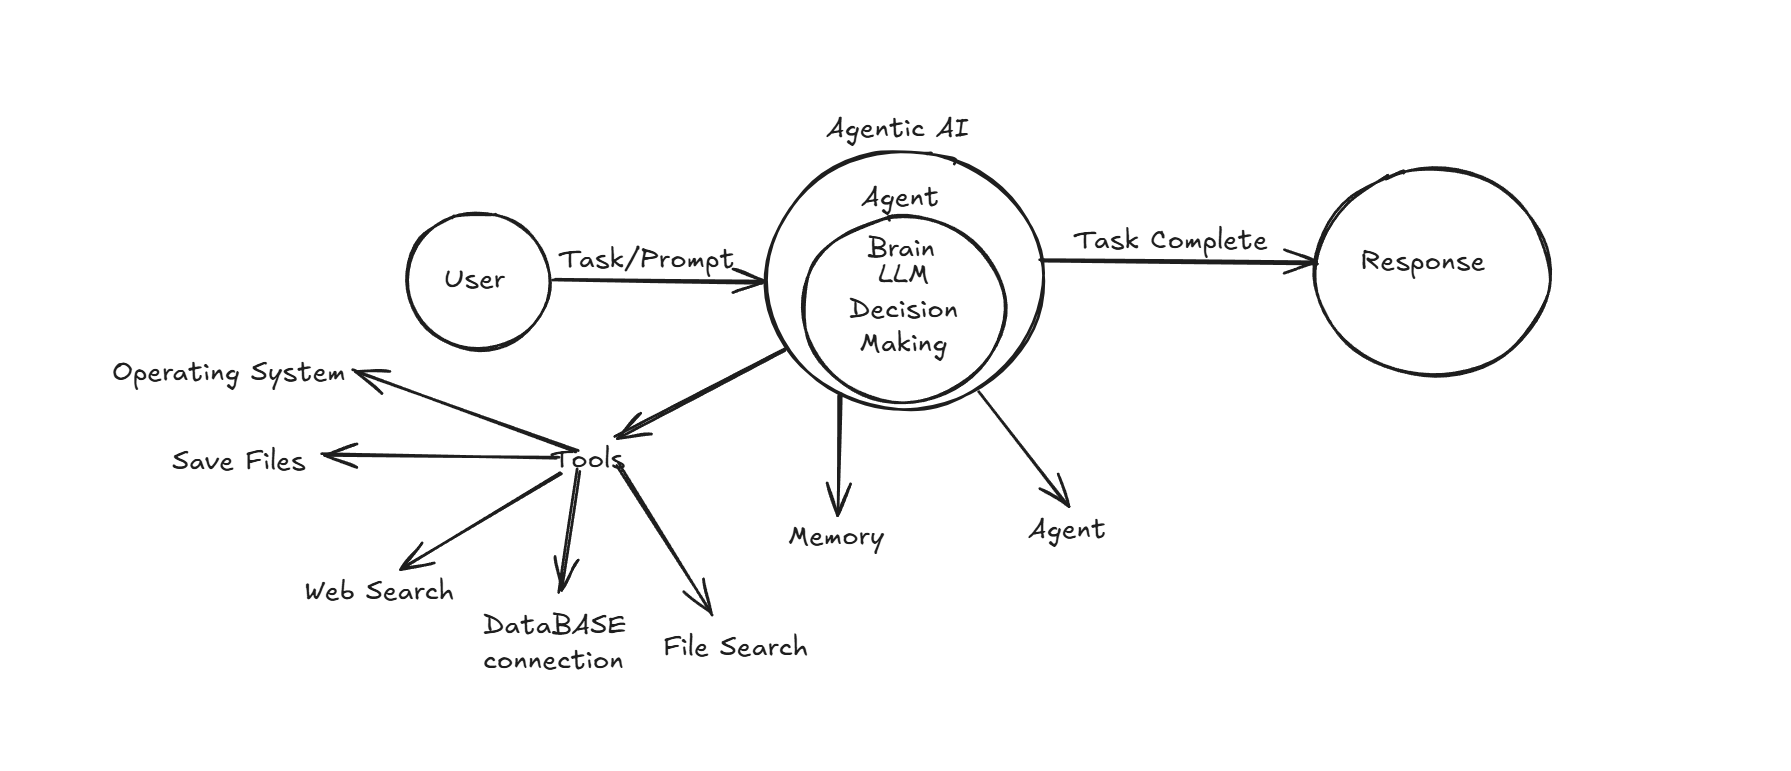 Agentic AI
Agent
Brain
LLM
Decision
Making
User
Task/Prompt
Task Complete
Response
Operating System
Save Files
Tools
Web Search
DataBASE
connection
File Search
Memory
Agent